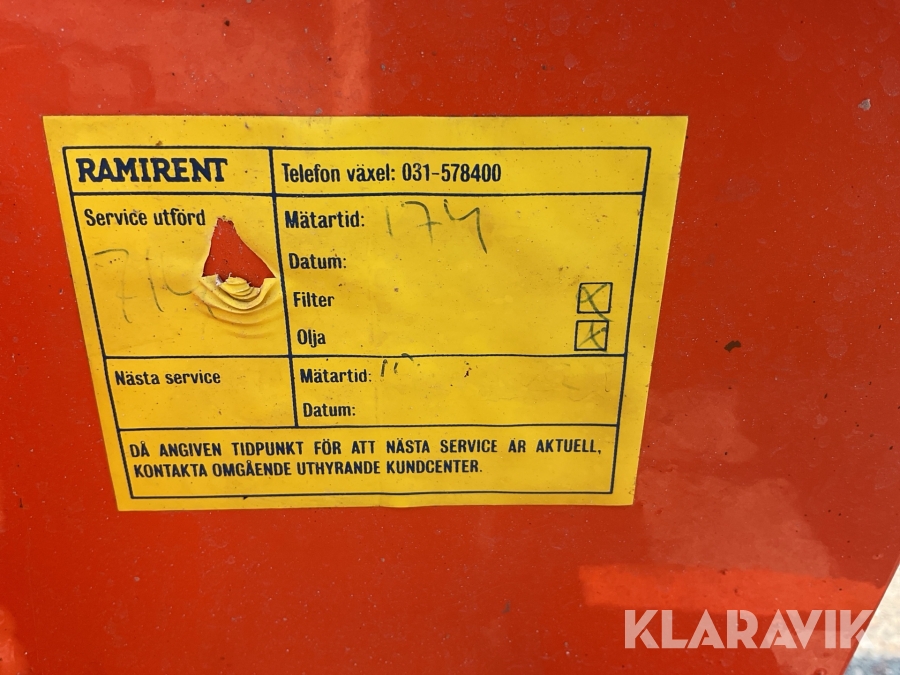 RAMIRENT
Telefon växel: 031-578400
Service utförd
Mätartid: 174
Datum:
Filter
Olja
Nästa service
Mätartid:
Datum:
DÅ ANGIVEN TIDPUNKT FÖR ATT NÄSTA SERVICE ÄR AKTUELL,
KONTAKTA OMGÅENDE UTHYRANDE KUNDCENTER.
KLARAVIK